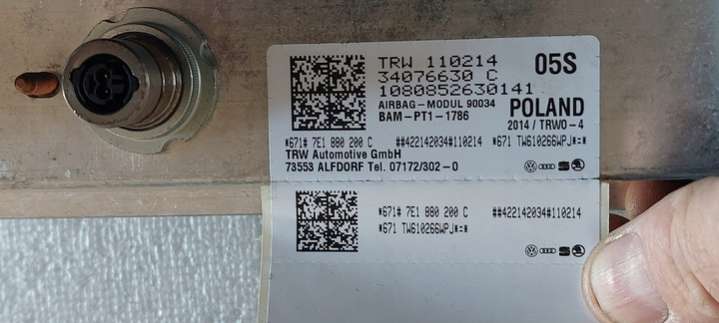 TRW 110214
34076630 C
1080852630141
AIRBAG-MODUL 90034
BAM-PT1-1786
05S
POLAND
2014 / TRWO-4
*671# 7E1 880 200 C ##422142034#110214 *671 TW610266WPJ*=*
TRW Automotive GmbH
73553 ALFDORF Tel. 07172/302-0
*671# 7E1 880 200 C ##422142034#110214
*671 TW610266WPJ*=*